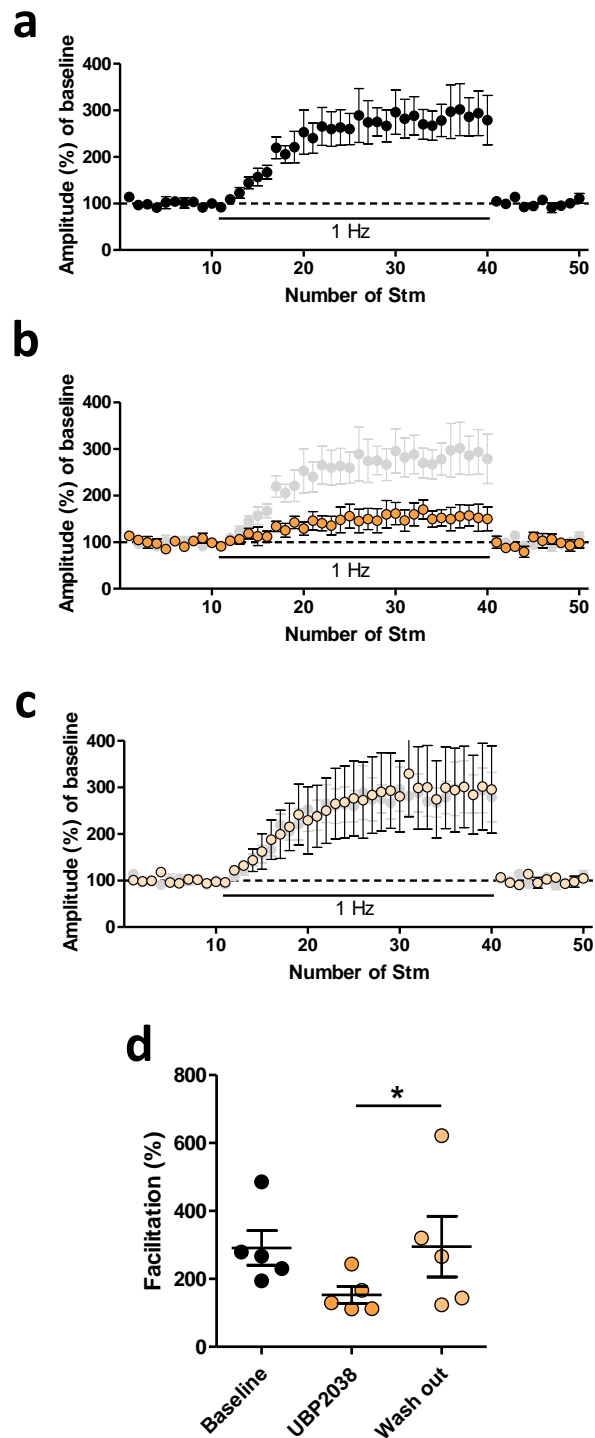 a
Amplitude (%) of baseline
400
300
200
100
0
1 Hz
10
20
30
40
50
Number of Stm
b
Amplitude (%) of baseline
400
300
200
100
0
1 Hz
10
20
30
40
50
Number of Stm
c
Amplitude (%) of baseline
400
300
200
100
0
1 Hz
10
20
30
40
50
Number of Stm
d
Facilitation (%)
800
600
400
200
0
*
Baseline
UBP2038
Wash out